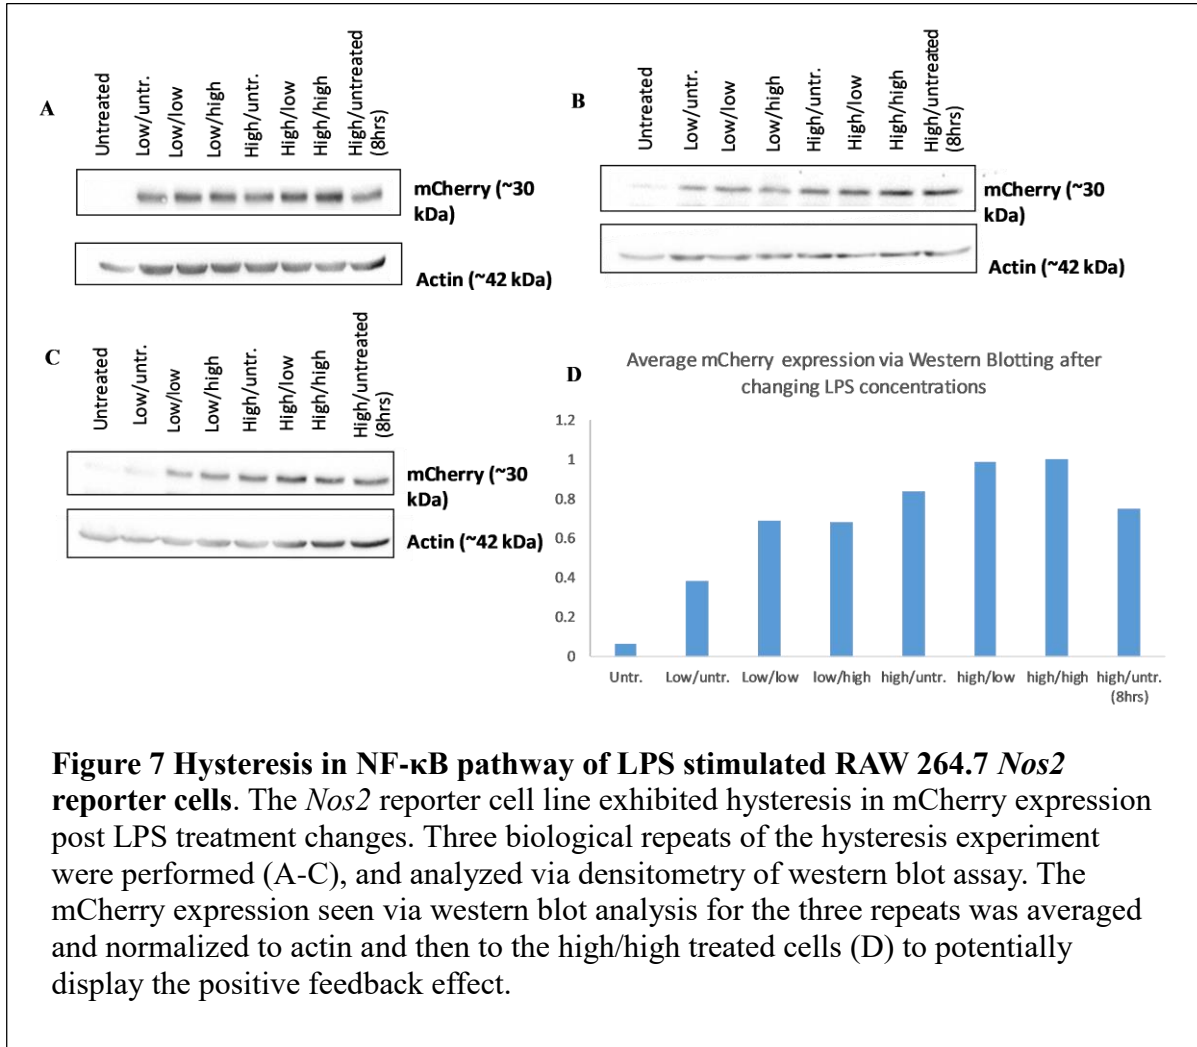 A
Untreated
Low/untr.
Low/low
Low/high
High/untr.
High/low
High/high
High/untreated
(8hrs)
mCherry (~30
kDa)
Actin (~42 kDa)
B
Untreated
Low/untr.
Low/low
Low/high
High/untr.
High/low
High/high
High/untreated
(8hrs)
mCherry (~30
kDa)
Actin (~42 kDa)
C
Untreated
Low/untr.
Low/low
Low/high
High/untr.
High/low
High/high
High/untreated
(8hrs)
mCherry (~30
kDa)
Actin (~42 kDa)
D
Average mCherry expression via Western Blotting after
changing LPS concentrations
1.2
1
0.8
0.6
0.4
0.2
0
Untr. Low/untr. Low/low low/high high/untr. high/low high/high high/untr.
(8hrs)
Figure 7 Hysteresis in NF-κB pathway of LPS stimulated RAW 264.7 Nos2
reporter cells. The Nos2 reporter cell line exhibited hysteresis in mCherry expression
post LPS treatment changes. Three biological repeats of the hysteresis experiment
were performed (A-C), and analyzed via densitometry of western blot assay. The
mCherry expression seen via western blot analysis for the three repeats was averaged
and normalized to actin and then to the high/high treated cells (D) to potentially
display the positive feedback effect.